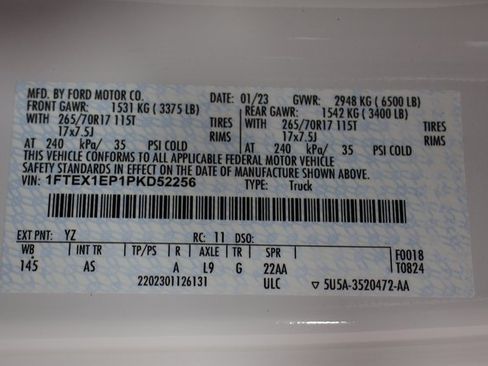 MFD. BY FORD MOTOR CO. DATE: 01/23 GVWR: 2948 KG ( 6500 LB)
FRONT GAWR: 1531 KG ( 3375 LB) REAR GAWR: 1542 KG ( 3400 LB)
WITH 265/70R17 115T TIRES WITH 265/70R17 115T TIRES
17x7.5J RIMS 17x7.5J RIMS
AT 240 kPa/ 35 PSI COLD AT 240 kPa/ 35 PSI COLD
THIS VEHICLE CONFORMS TO ALL APPLICABLE FEDERAL MOTOR VEHICLE
SAFETY STANDARDS IN EFFECT ON THE DATE OF MANUFACTURE SHOWN ABOVE.
VIN: 1FTEX1EP1PKD52256 TYPE: Truck
EXT PNT: YZ RC: 11 DSO:
WB INT TR TP/PS R AXLE TR SPR F0018
145 AS A L9 G 22AA T0824
2202301126131 ULC ▽ 5U5A-3520472-AA